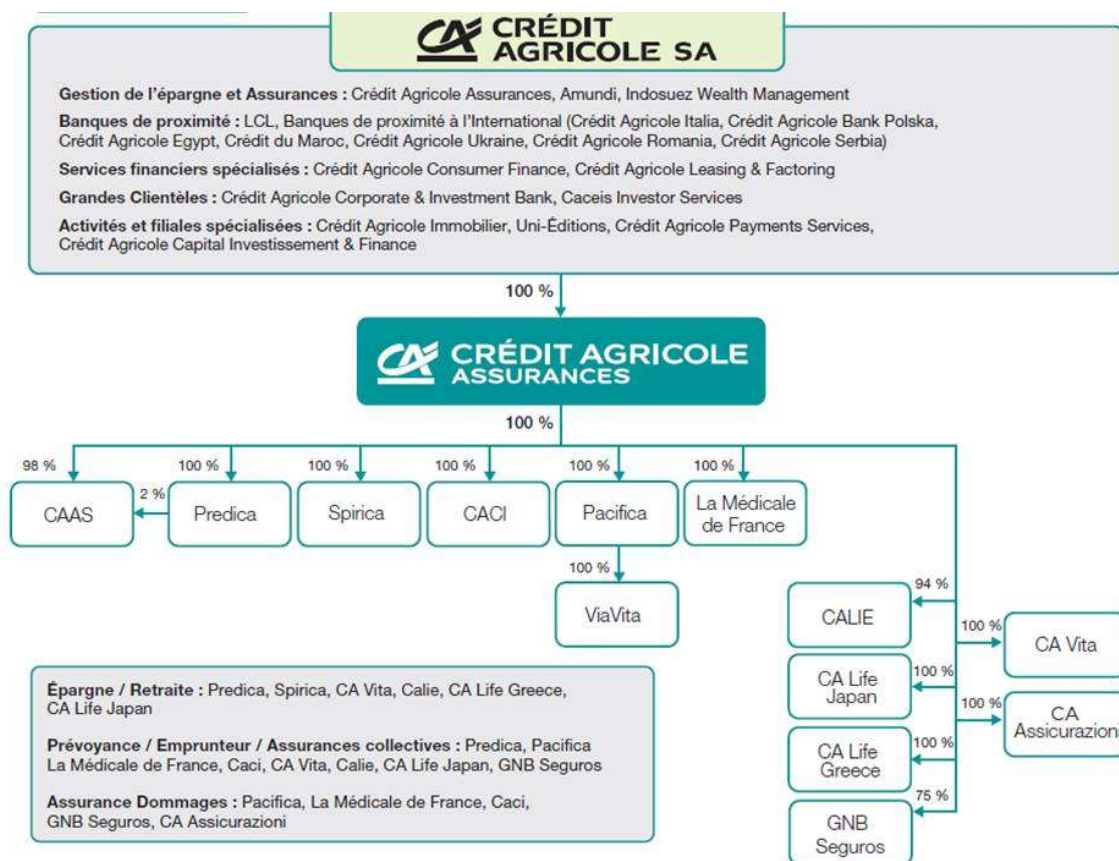 CRÉDIT
AGRICOLE SA
Gestion de l'épargne et Assurances : Crédit Agricole Assurances, Amundi, Indosuez Wealth Management
Banques de proximité : LCL, Banques de proximité à l'International (Crédit Agricole Italia, Crédit Agricole Bank Polska,
Crédit Agricole Egypt, Crédit du Maroc, Crédit Agricole Ukraine, Crédit Agricole Romania, Crédit Agricole Serbia)
Services financiers spécialisés : Crédit Agricole Consumer Finance, Crédit Agricole Leasing & Factoring
Grandes Clientèles : Crédit Agricole Corporate & Investment Bank, Caceis Investor Services
Activités et filiales spécialisées : Crédit Agricole Immobilier, Uni-Éditions, Crédit Agricole Payments Services,
Crédit Agricole Capital Investissement & Finance
100 %
CRÉDIT AGRICOLE
ASSURANCES
100 %
98 %
100 %
100 %
100 %
100 %
100 %
CAAS
2 %
Predica
Spirica
CACI
Pacifica
La Médicale
de France
100 %
ViaVita
94 %
CALIE
100 %
CA Vita
100 %
CA Life
Japan
100 %
CA
Assicurazioni
100 %
CA Life
Greece
75 %
GNB
Seguros
Épargne / Retraite : Predica, Spirica, CA Vita, Calie, CA Life Greece,
CA Life Japan
Prévoyance / Emprunteur / Assurances collectives : Predica, Pacifica
La Médicale de France, Caci, CA Vita, Calie, CA Life Japan, GNB Seguros
Assurance Dommages : Pacifica, La Médicale de France, Caci,
GNB Seguros, CA Assicurazioni